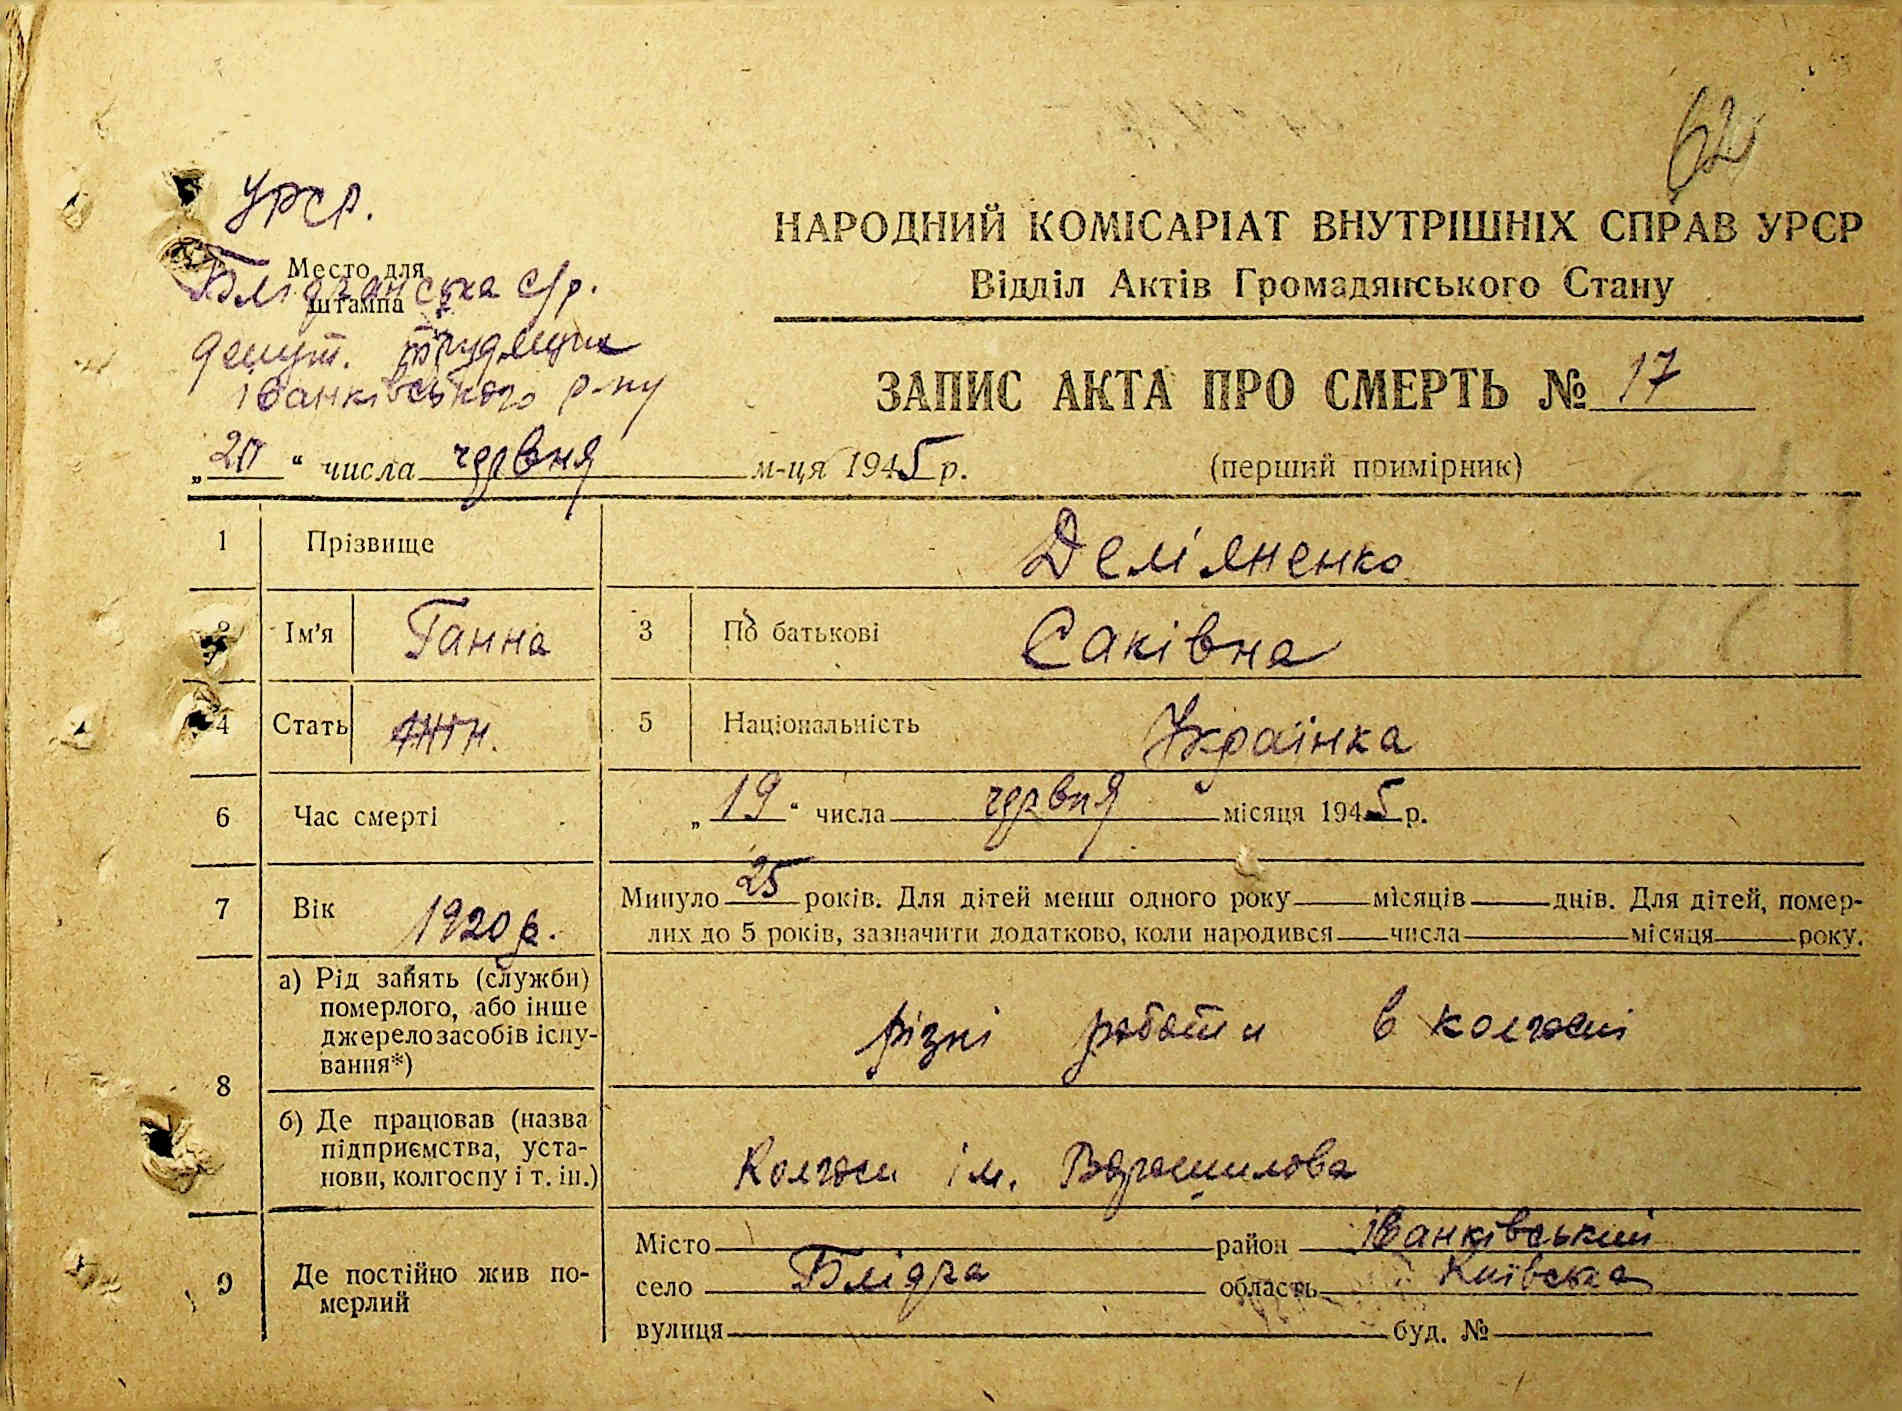 62
УРСР.
НАРОДНИЙ КОМІСАРІАТ ВНУТРІШНІХ СПРАВ УРСР
Место для штампа
Блідчанська с/р.
Відділ Актів Громадянського Стану
депут. трудящих
Іванківського р-ну
ЗАПИС АКТА ПРО СМЕРТЬ № 17
„20“ числа червня м-ця 1945 р.
(перший примірник)
1 Прізвище Дем'яненко
2 Ім'я Ганна 3 По батькові Саківна
4 Стать жін. 5 Національність Українка
6 Час смерті „19“ числа червня місяця 1945 р.
7 Вік 1920 р. Минуло 25 років. Для дітей менш одного року місяців днів. Для дітей, помер-
лих до 5 років, зазначити додатково, коли народився числа місяця року.
8 а) Рід занять (служби)
померлого, або інше
джерело засобів існу-
вання*)
різні роботи в колгоспі
б) Де працював (назва
підприємства, уста-
нови, колгоспу і т. ін.)
Колгосп ім. Ворошилова
9 Де постійно жив по-
мерлий
Місто район Іванківський
село Блідча область Київська
вулиця буд. №